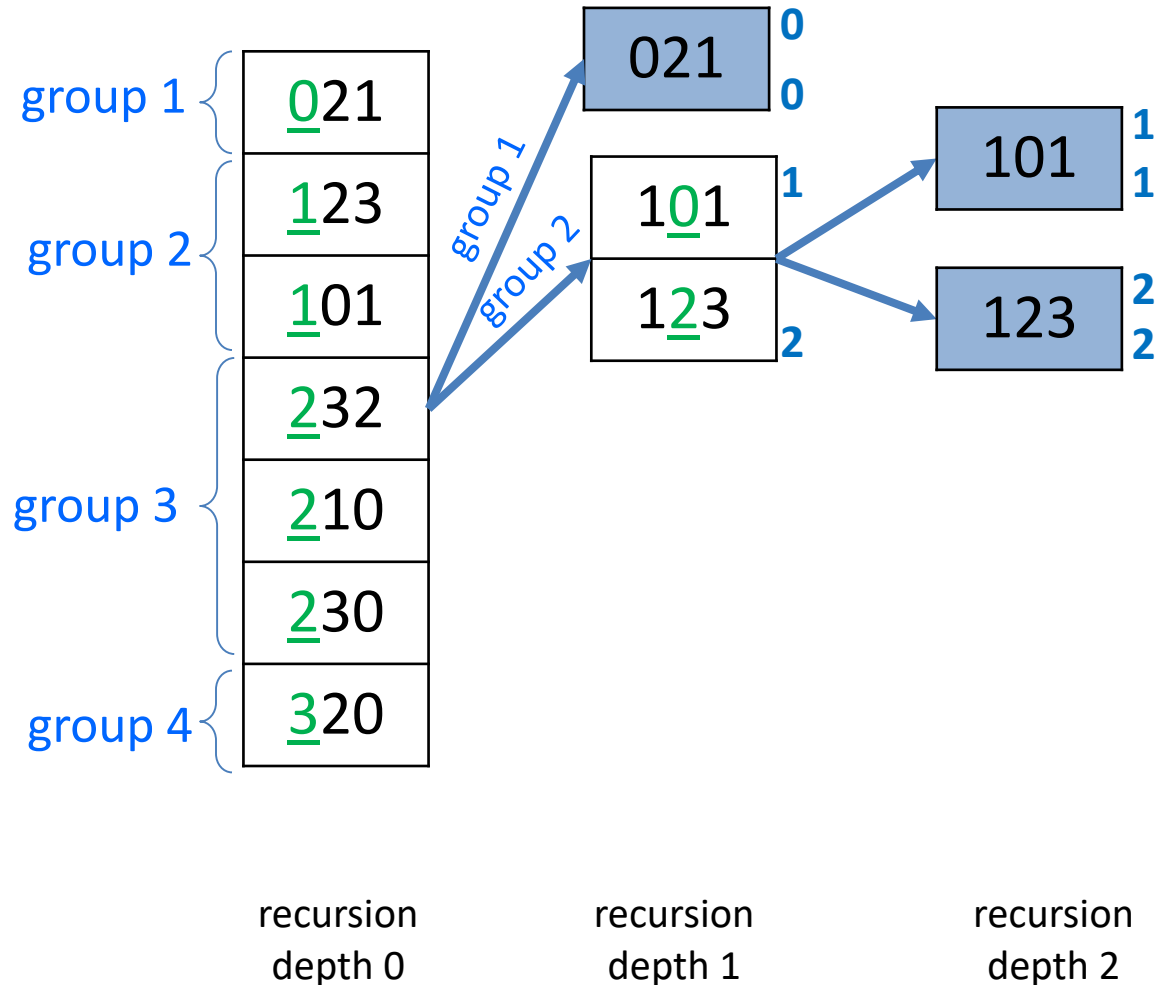 group 1
021
group 2
123
101
group 3
232
210
230
group 4
320
group 1
group 2
021
0
0
101
1
123
2
101
1
1
123
2
2
recursion
depth 0
recursion
depth 1
recursion
depth 2